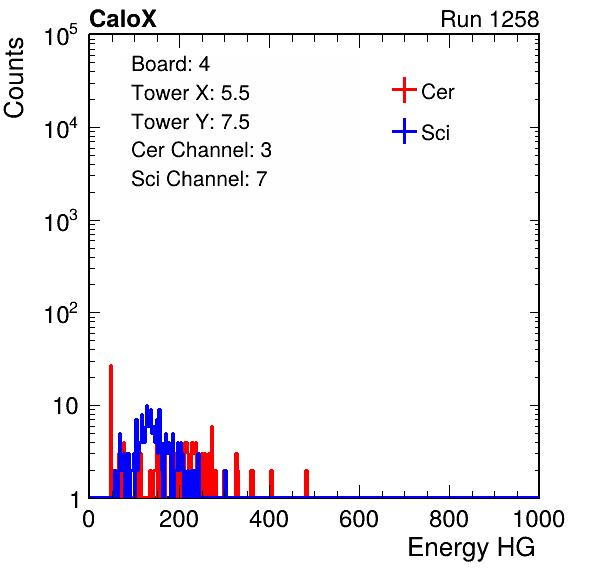 CaloX Run 1258
Counts
Board: 4
Tower X: 5.5
Tower Y: 7.5
Cer Channel: 3
Sci Channel: 7
Cer
Sci
10^5
10^4
10^3
10^2
10
1
0 200 400 600 800 1000
Energy HG